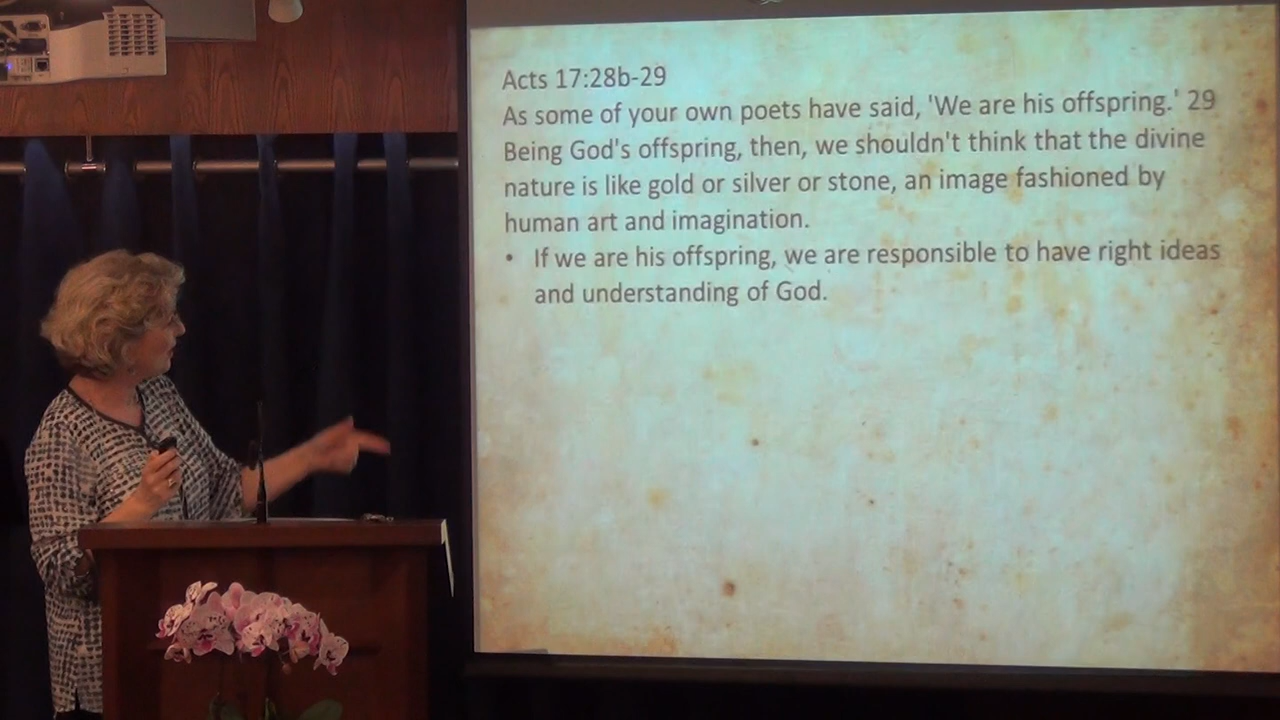 Acts 17:28b-29
As some of your own poets have said, 'We are his offspring.' 29
Being God's offspring, then, we shouldn't think that the divine
nature is like gold or silver or stone, an image fashioned by
human art and imagination.
• If we are his offspring, we are responsible to have right ideas
and understanding of God.